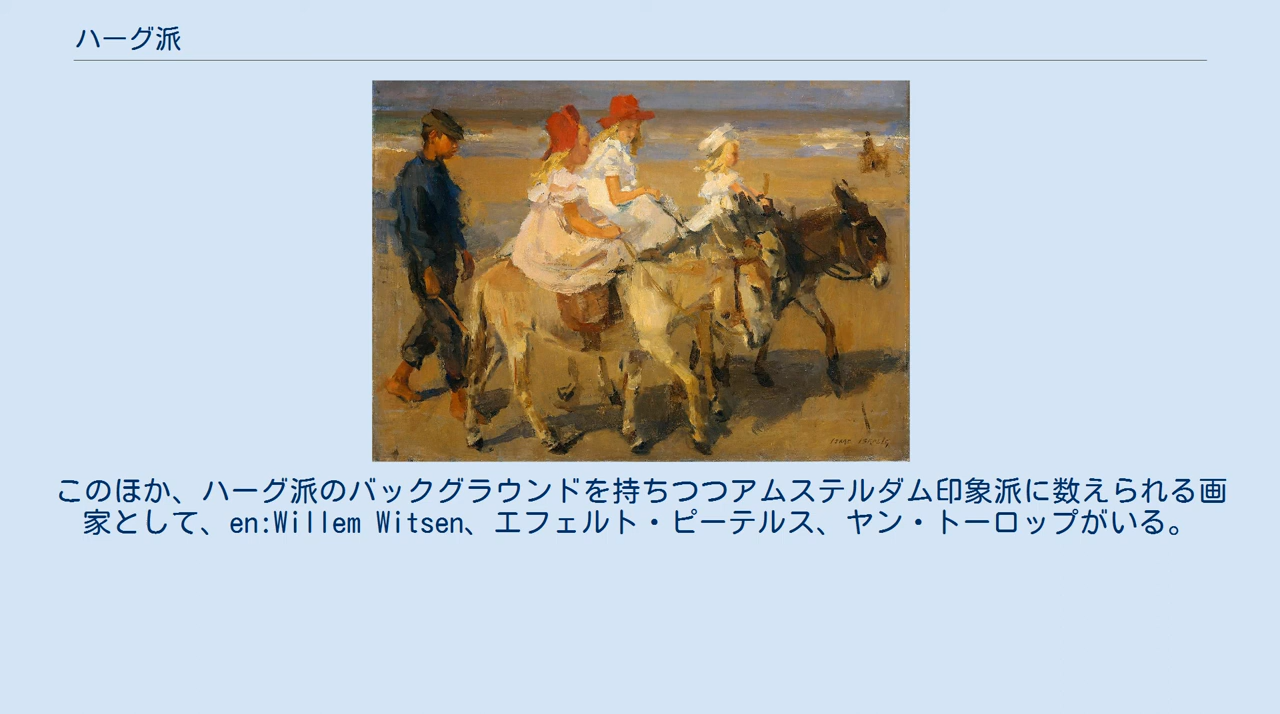 ハーグ派
このほか、ハーグ派のバックグラウンドを持ちつつアムステルダム印象派に数えられる画
家として、en:Willem Witsen、エフェルト・ピーテルス、ヤン・トーロップがいる。